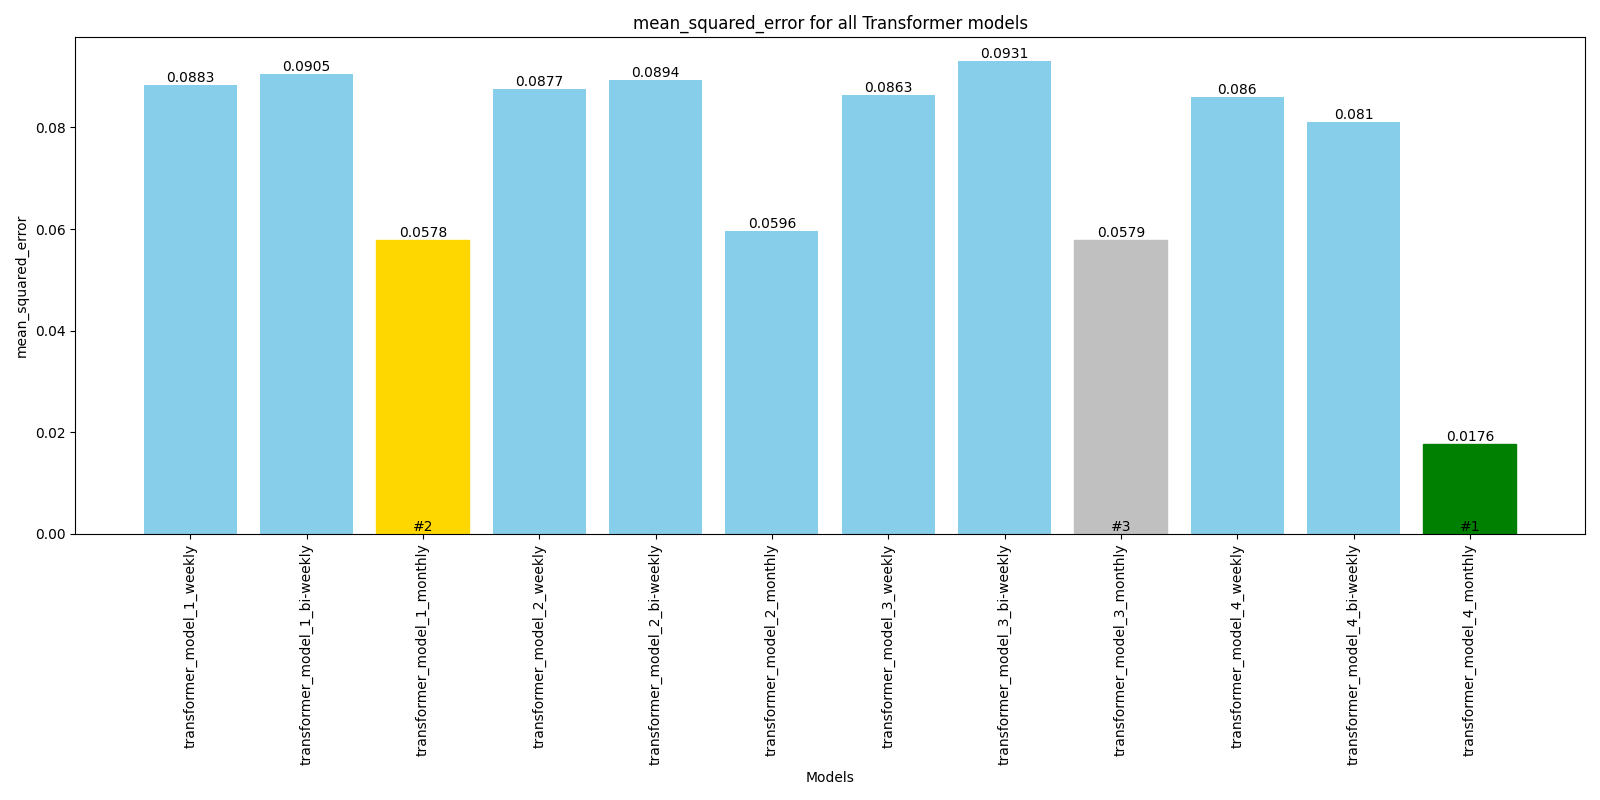 mean_squared_error for all Transformer models
mean_squared_error
0.08
0.06
0.04
0.02
0.00
0.0883
0.0905
0.0578
0.0877
0.0894
0.0596
0.0863
0.0931
0.0579
0.086
0.081
0.0176
#2
#3
#1
transformer_model_1_weekly
transformer_model_1_bi-weekly
transformer_model_1_monthly
transformer_model_2_weekly
transformer_model_2_bi-weekly
transformer_model_2_monthly
transformer_model_3_weekly
transformer_model_3_bi-weekly
transformer_model_3_monthly
transformer_model_4_weekly
transformer_model_4_bi-weekly
transformer_model_4_monthly
Models